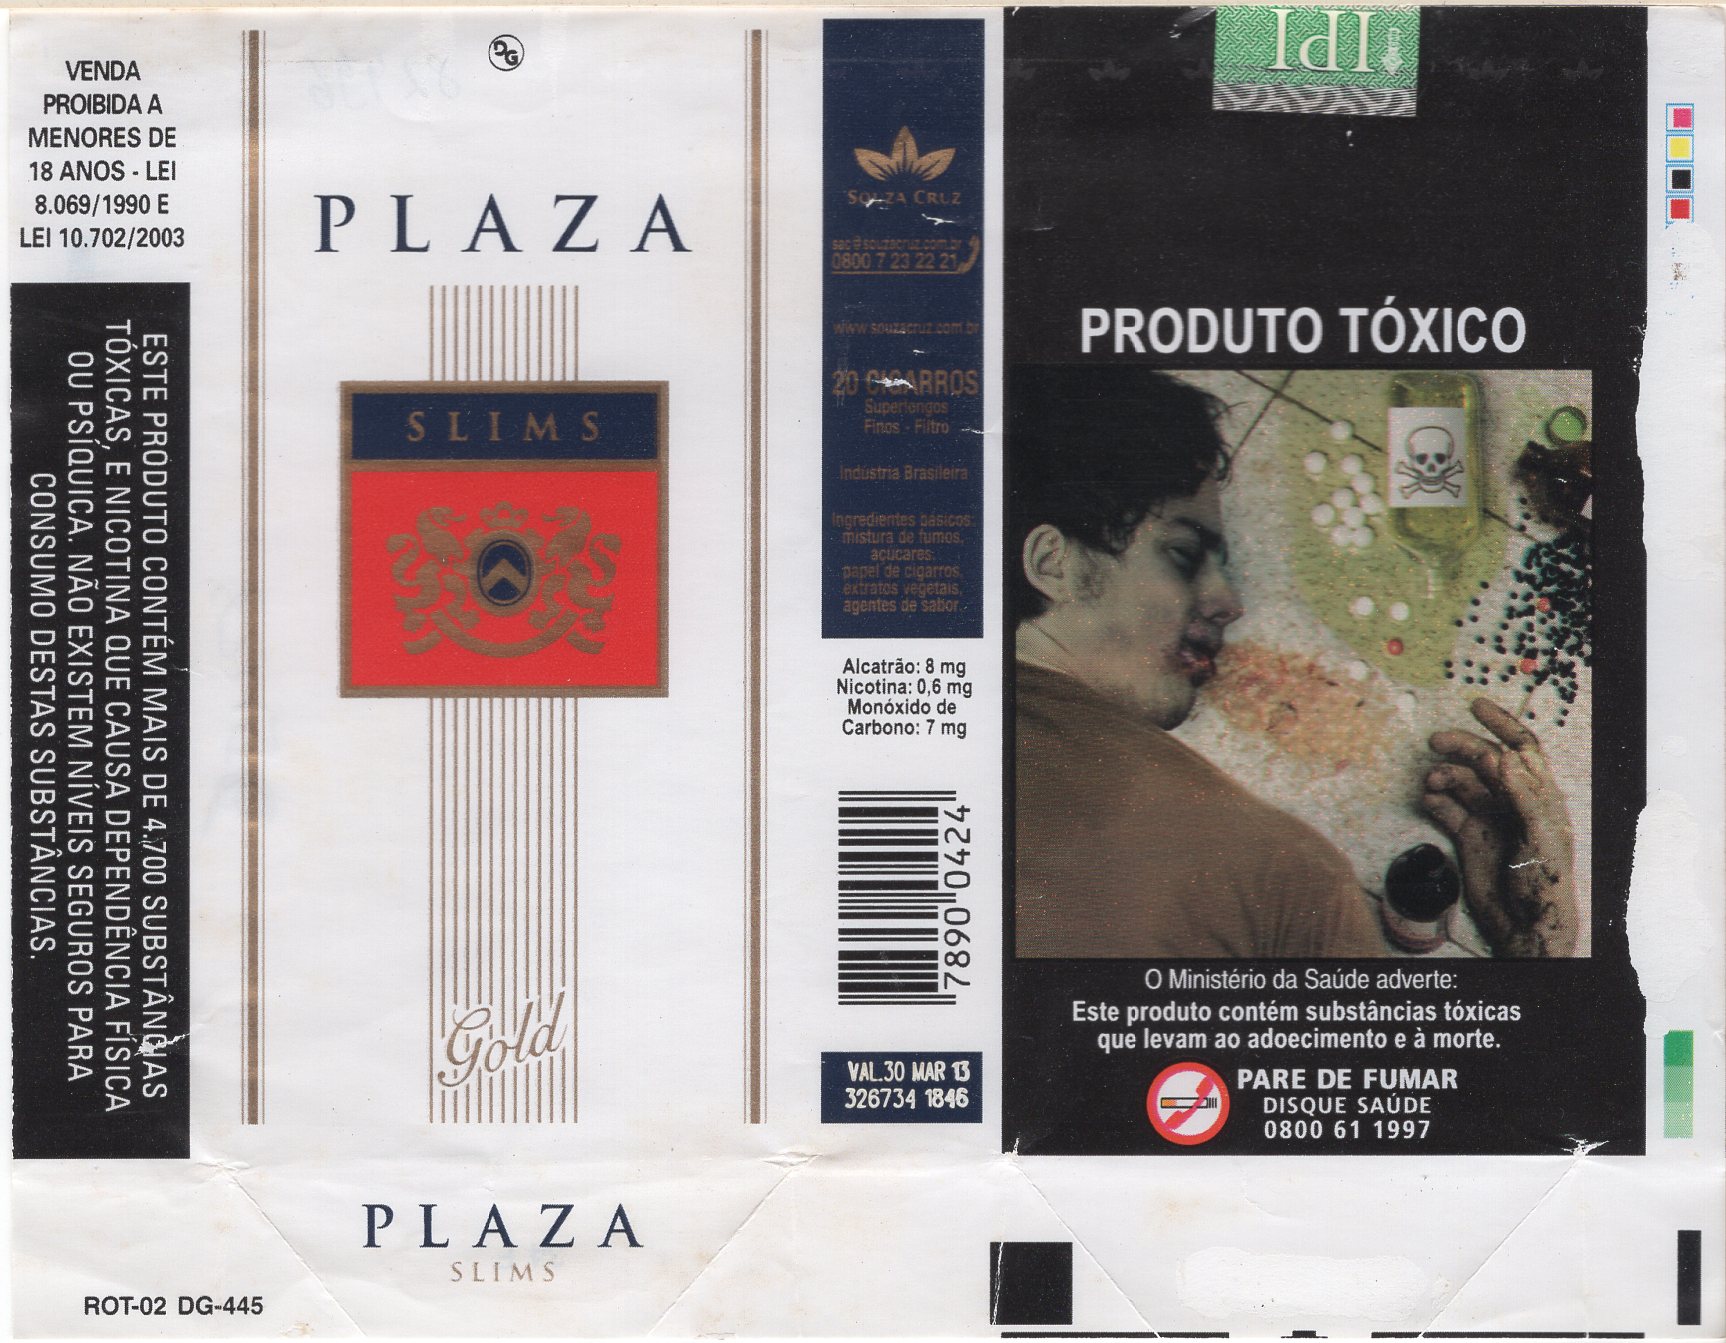 VENDA
PROIBIDA A
MENORES DE
18 ANOS - LEI
8.069/1990 E
LEI 10.702/2003
ESTE PRODUTO CONTÉM MAIS DE 4.700 SUBSTÂNCIAS
TÓXICAS, E NICOTINA QUE CAUSA DEPENDÊNCIA FÍSICA
OU PSÍQUICA. NÃO EXISTEM NÍVEIS SEGUROS PARA
CONSUMO DESTAS SUBSTÂNCIAS.
DG
PLAZA
SLIMS
Gold
PLAZA
SLIMS
ROT-02 DG-445
SOUZA CRUZ
sac@souzacruz.com.br
0800 7 23 22 21
www.souzacruz.com.br
20 CIGARROS
Superlongos
Finos - Filtro
Indústria Brasileira
Ingredientes básicos:
mistura de fumos,
açúcares,
papel de cigarros,
extratos vegetais,
agentes de sabor.
Alcatrão: 8 mg
Nicotina: 0,6 mg
Monóxido de
Carbono: 7 mg
7890 0424
VAL.30 MAR 13
326734 1846
IPI
PRODUTO TÓXICO
O Ministério da Saúde adverte:
Este produto contém substâncias tóxicas
que levam ao adoecimento e à morte.
PARE DE FUMAR
DISQUE SAÚDE
0800 61 1997